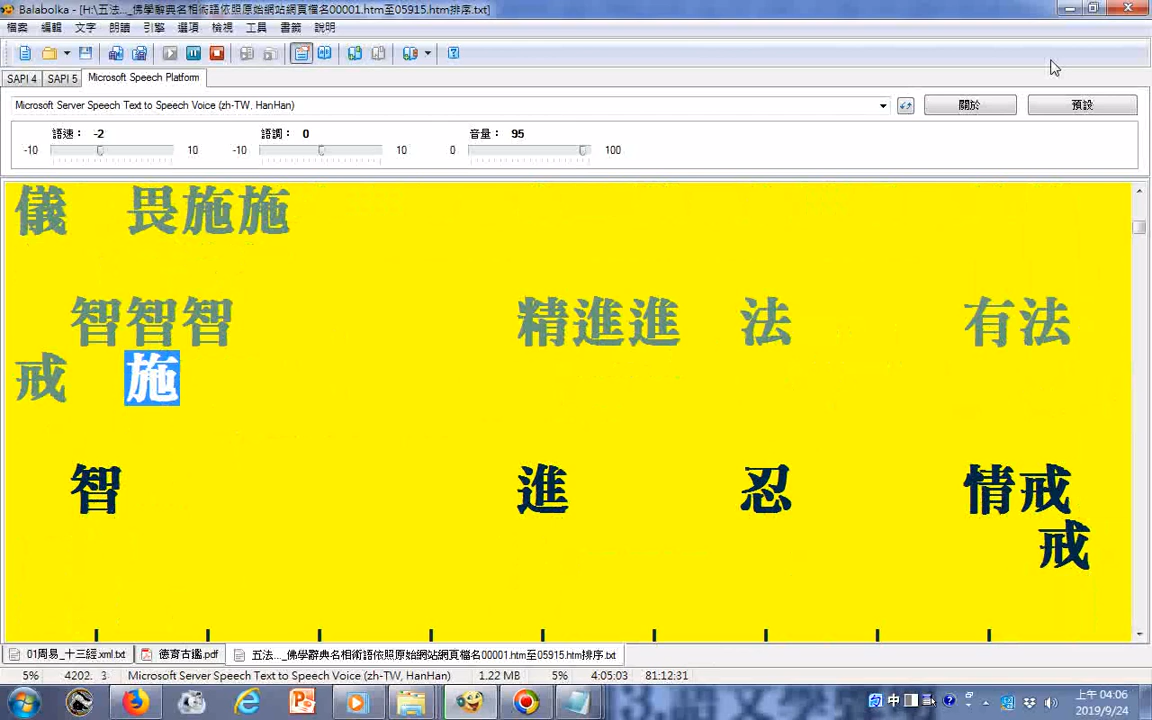 Balabolka - [H:\五法..._佛學辭典名相術語依照原始網站網頁檔名00001.htm至05915.htm排序.txt]
檔案 編輯 文字 朗讀 引擎 選項 檢視 工具 書籤 說明
SAPI 4 SAPI 5 Microsoft Speech Platform
Microsoft Server Speech Text to Speech Voice (zh-TW, HanHan) 關於 預設
語速： -2 語調： 0 音量： 95
-10 10 -10 10 0 100
儀 畏施施
智智智 精進進 法 有法
戒 施
智 進 忍 情戒
戒
01周易_十三經.xml.txt 德育古鑑.pdf 五法..._佛學辭典名相術語依照原始網站網頁檔名00001.htm至05915.htm排序.txt
5% 4202. 3 Microsoft Server Speech Text to Speech Voice (zh-TW, HanHan) 1.22 MB 5% 4:05:03 81:12:31
中 上午 04:06
2019/9/24